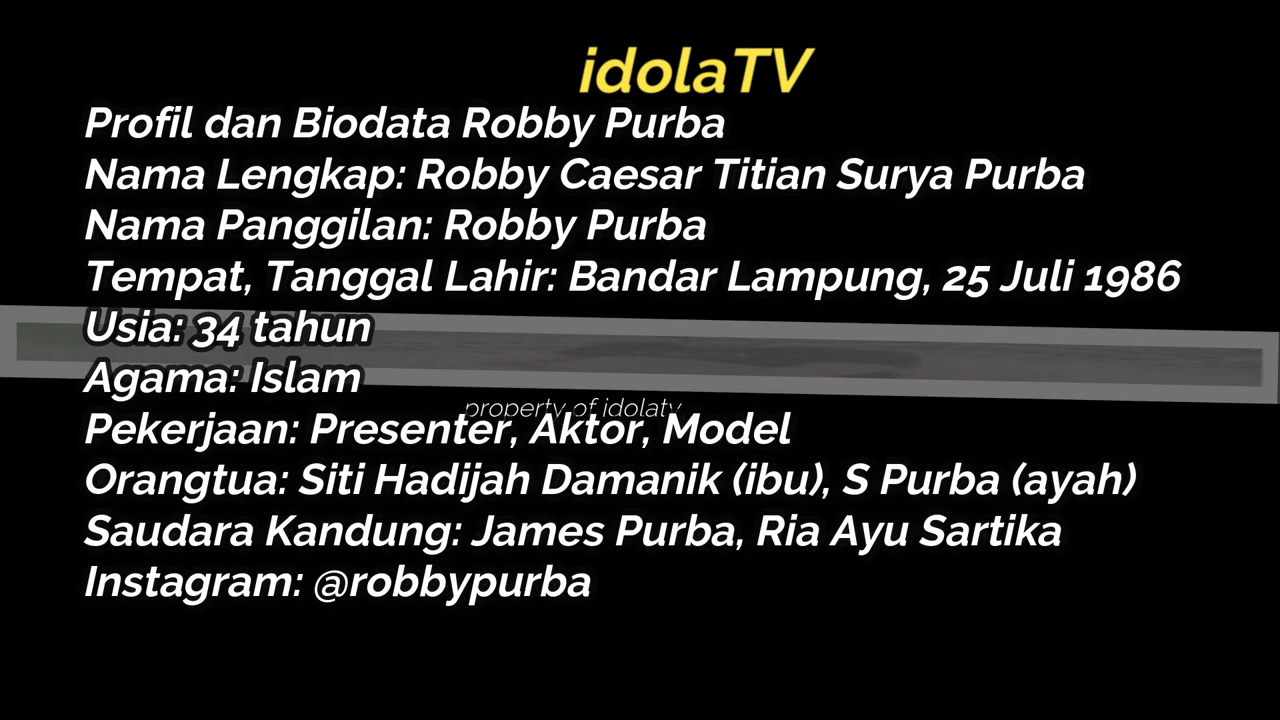 idolaTV
Profil dan Biodata Robby Purba
Nama Lengkap: Robby Caesar Titian Surya Purba
Nama Panggilan: Robby Purba
Tempat, Tanggal Lahir: Bandar Lampung, 25 Juli 1986
Usia: 34 tahun
Agama: Islam
property of idolatv
Pekerjaan: Presenter, Aktor, Model
Orangtua: Siti Hadijah Damanik (ibu), S Purba (ayah)
Saudara Kandung: James Purba, Ria Ayu Sartika
Instagram: @robbypurba